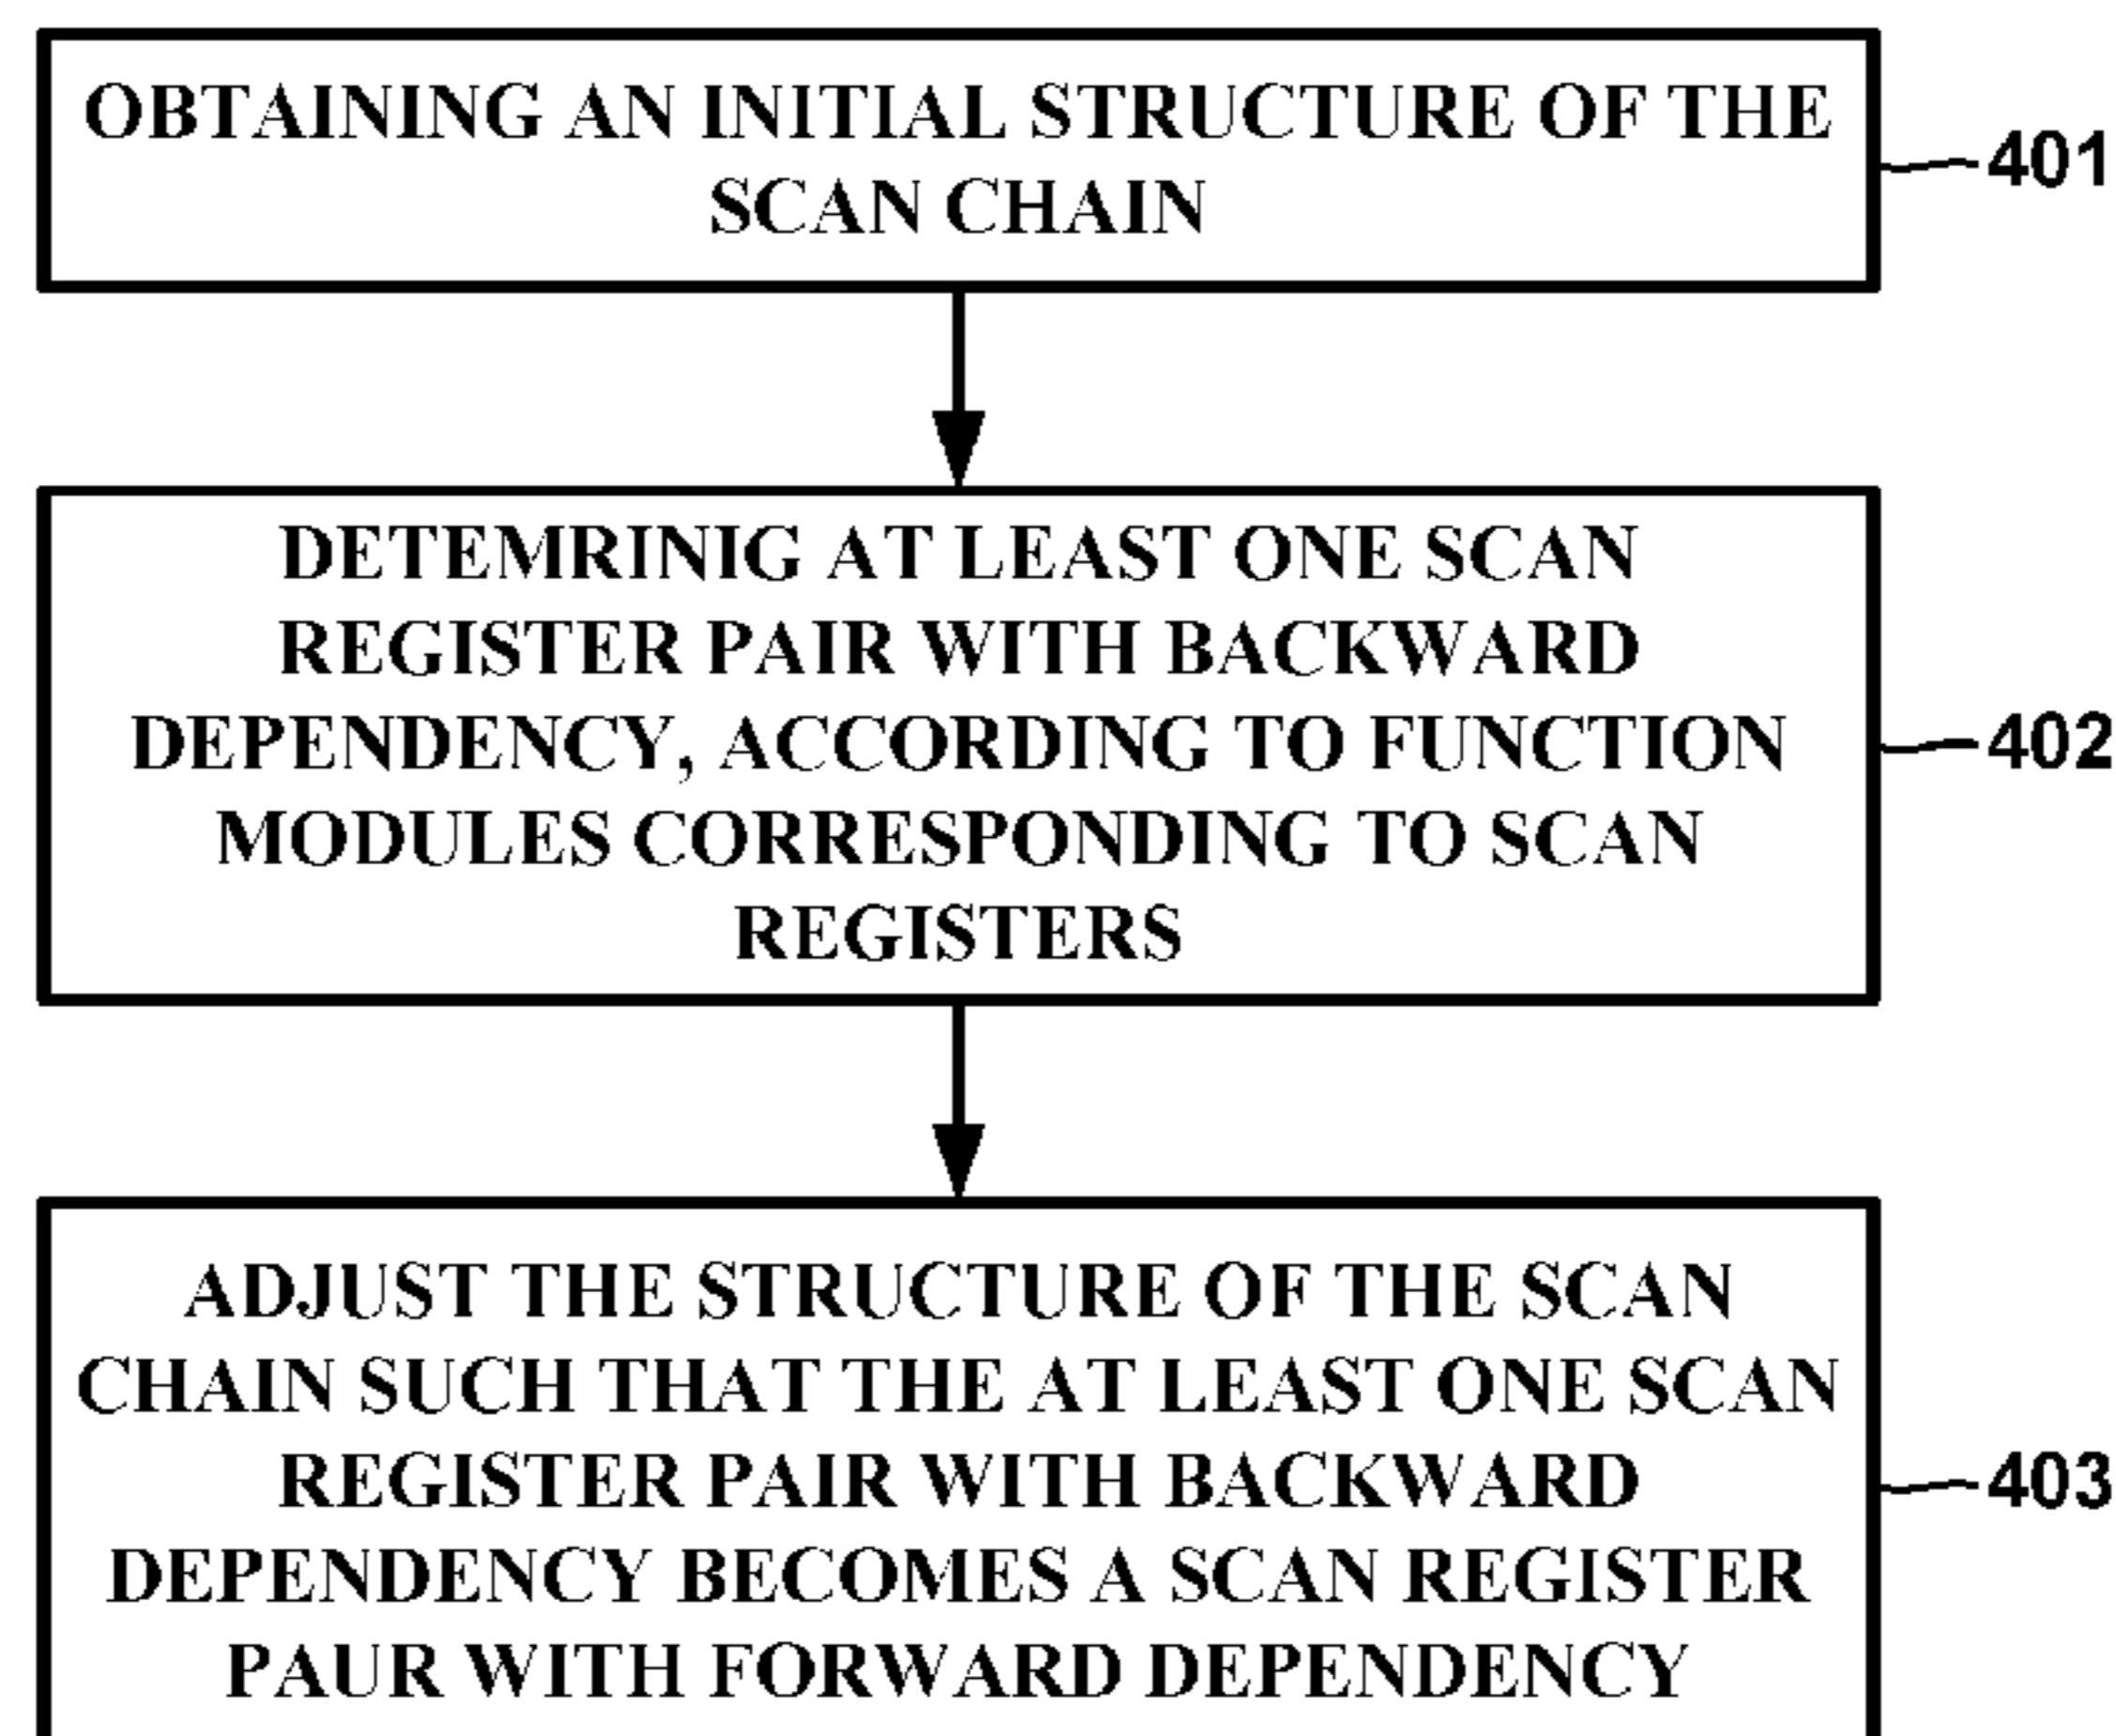 OBTAINING AN INITIAL STRUCTURE OF THE
SCAN CHAIN
401
DETEMRINIG AT LEAST ONE SCAN
REGISTER PAIR WITH BACKWARD
DEPENDENCY, ACCORDING TO FUNCTION
MODULES CORRESPONDING TO SCAN
REGISTERS
402
ADJUST THE STRUCTURE OF THE SCAN
CHAIN SUCH THAT THE AT LEAST ONE SCAN
REGISTER PAIR WITH BACKWARD
DEPENDENCY BECOMES A SCAN REGISTER
PAUR WITH FORWARD DEPENDENCY
403